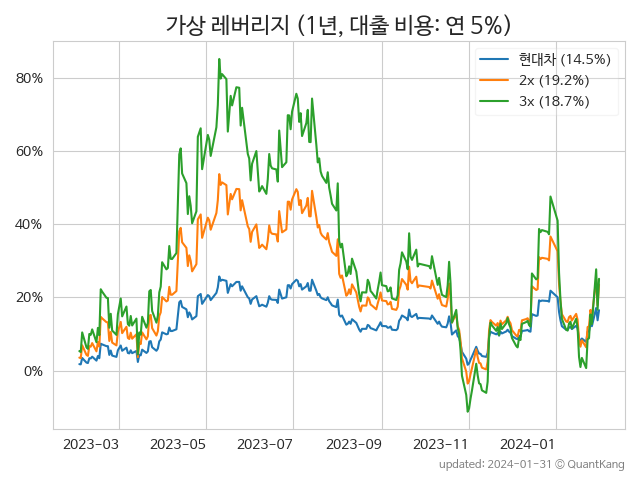 가상 레버리지 (1년, 대출 비용: 연 5%)
현대차 (14.5%)
2x (19.2%)
3x (18.7%)
80%
60%
40%
20%
0%
2023-03 2023-05 2023-07 2023-09 2023-11 2024-01
updated: 2024-01-31 © QuantKang